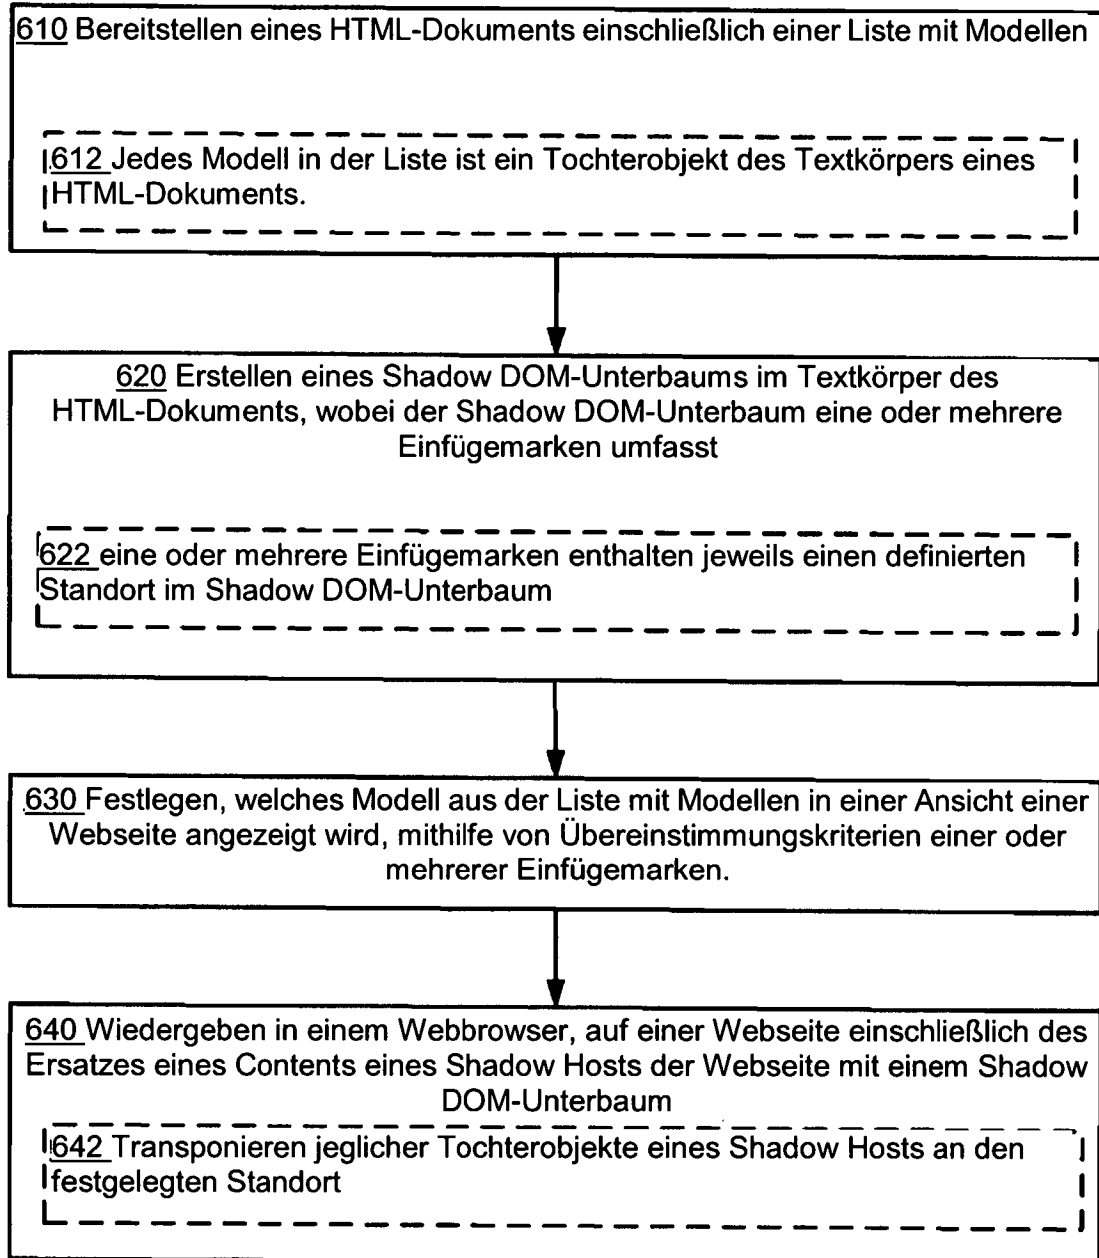 610 Bereitstellen eines HTML-Dokuments einschließlich einer Liste mit Modellen
612 Jedes Modell in der Liste ist ein Tochterobjekt des Textkörpers eines
HTML-Dokuments.
620 Erstellen eines Shadow DOM-Unterbaums im Textkörper des
HTML-Dokuments, wobei der Shadow DOM-Unterbaum eine oder mehrere
Einfügemarken umfasst
622 eine oder mehrere Einfügemarken enthalten jeweils einen definierten
Standort im Shadow DOM-Unterbaum
630 Festlegen, welches Modell aus der Liste mit Modellen in einer Ansicht einer
Webseite angezeigt wird, mithilfe von Übereinstimmungskriterien einer oder
mehrerer Einfügemarken.
640 Wiedergeben in einem Webbrowser, auf einer Webseite einschließlich des
Ersatzes eines Contents eines Shadow Hosts der Webseite mit einem Shadow
DOM-Unterbaum
642 Transponieren jeglicher Tochterobjekte eines Shadow Hosts an den
festgelegten Standort